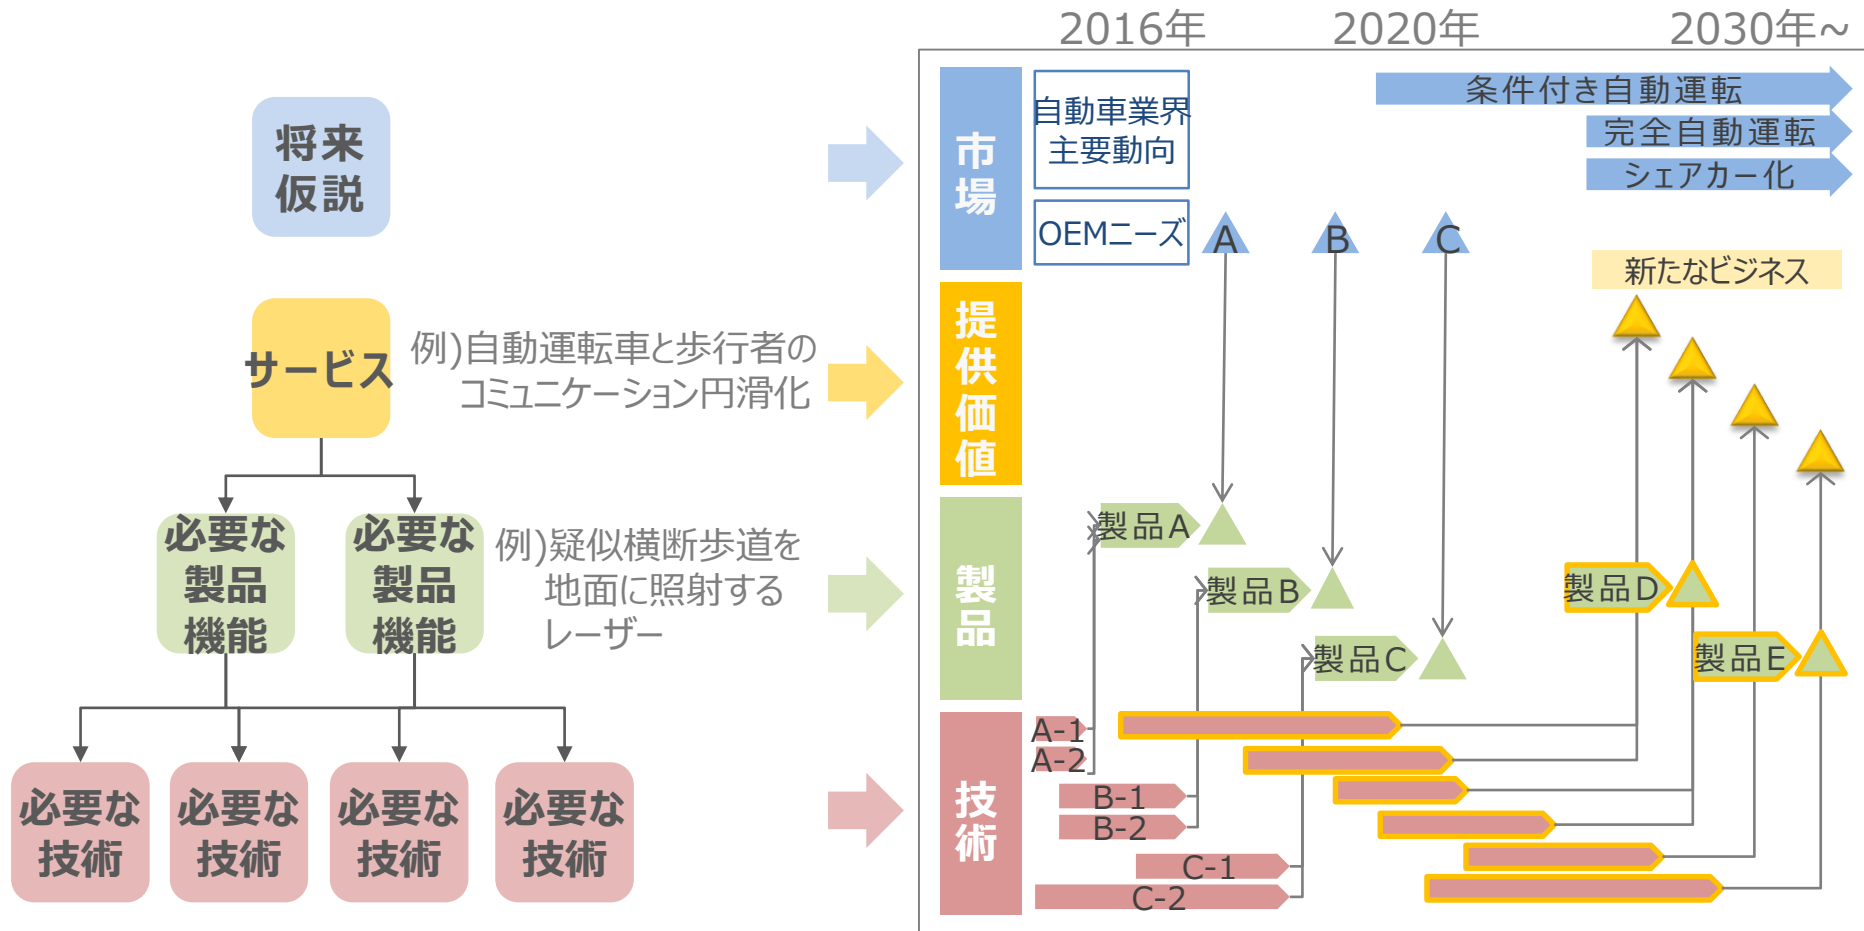 将来
仮説
サービス
例)自動運転車と歩行者の
コミュニケーション円滑化
必要な
製品
機能
必要な
製品
機能
例)疑似横断歩道を
地面に照射する
レーザー
必要な
技術
必要な
技術
必要な
技術
必要な
技術
2016年
2020年
2030年~
市場
自動車業界
主要動向
条件付き自動運転
完全自動運転
シェアカー化
OEMニーズ
A
B
C
新たなビジネス
提供価値
製品
製品A
製品B
製品C
製品D
製品E
技術
A-1
A-2
B-1
B-2
C-1
C-2